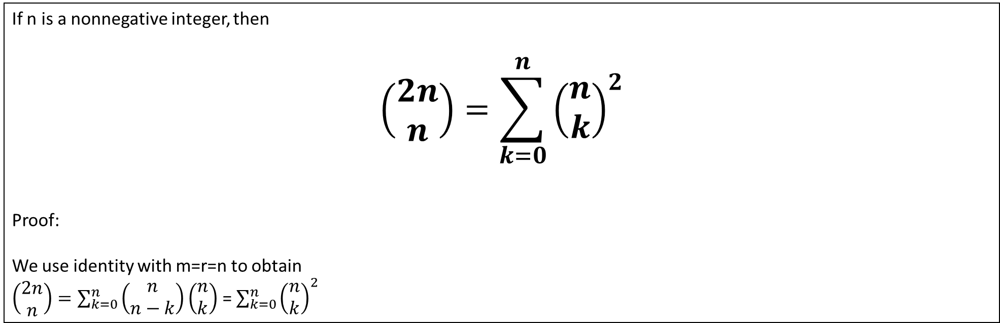 If n is a nonnegative integer, then
$$\binom{2n}{n} = \sum_{k=0}^{n} \binom{n}{k}^2$$
Proof:
We use identity with m=r=n to obtain
$\binom{2n}{n} = \sum_{k=0}^{n} \binom{n}{n-k} \binom{n}{k} = \sum_{k=0}^{n} \binom{n}{k}^2$